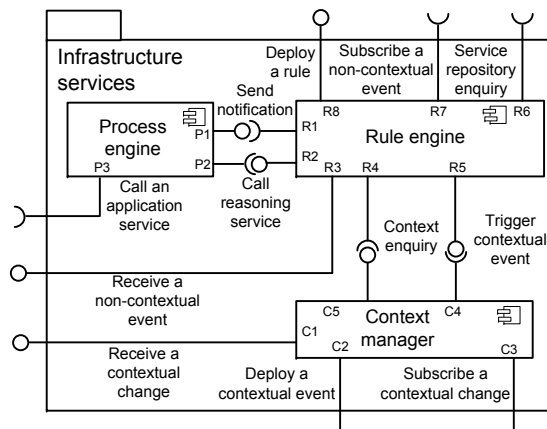 Infrastructure
services
Deploy
a rule
Subscribe a
non-contextual
event
Service
repository
enquiry
Send
notification
Process
engine
P1
P2
P3
R8
R7
R6
R1
Rule engine
R2
R3
R4
R5
Call an
application
service
Call
reasoning
service
Context
enquiry
Trigger
contextual
event
Receive a
non-contextual
event
C5
C4
C1
Context
manager
C2
C3
Receive a
contextual
change
Deploy a
contextual event
Subscribe a
contextual change